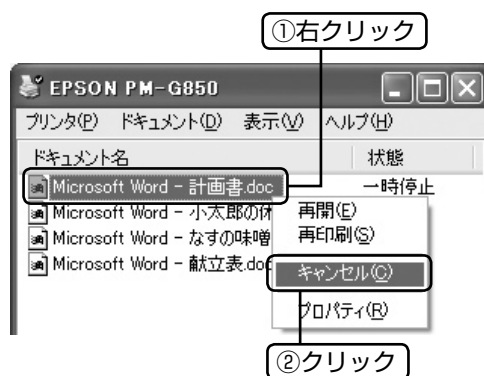 ①右クリック
EPSON PM-G850
プリンタ(P) ドキュメント(D) 表示(V) ヘルプ(H)
ドキュメント名 状態
Microsoft Word - 計画書.doc 一時停止
Microsoft Word - 小太郎の休
Microsoft Word - なすの味噌
Microsoft Word - 献立表.doc
再開(E)
再印刷(S)
キャンセル(C)
プロパティ(R)
②クリック